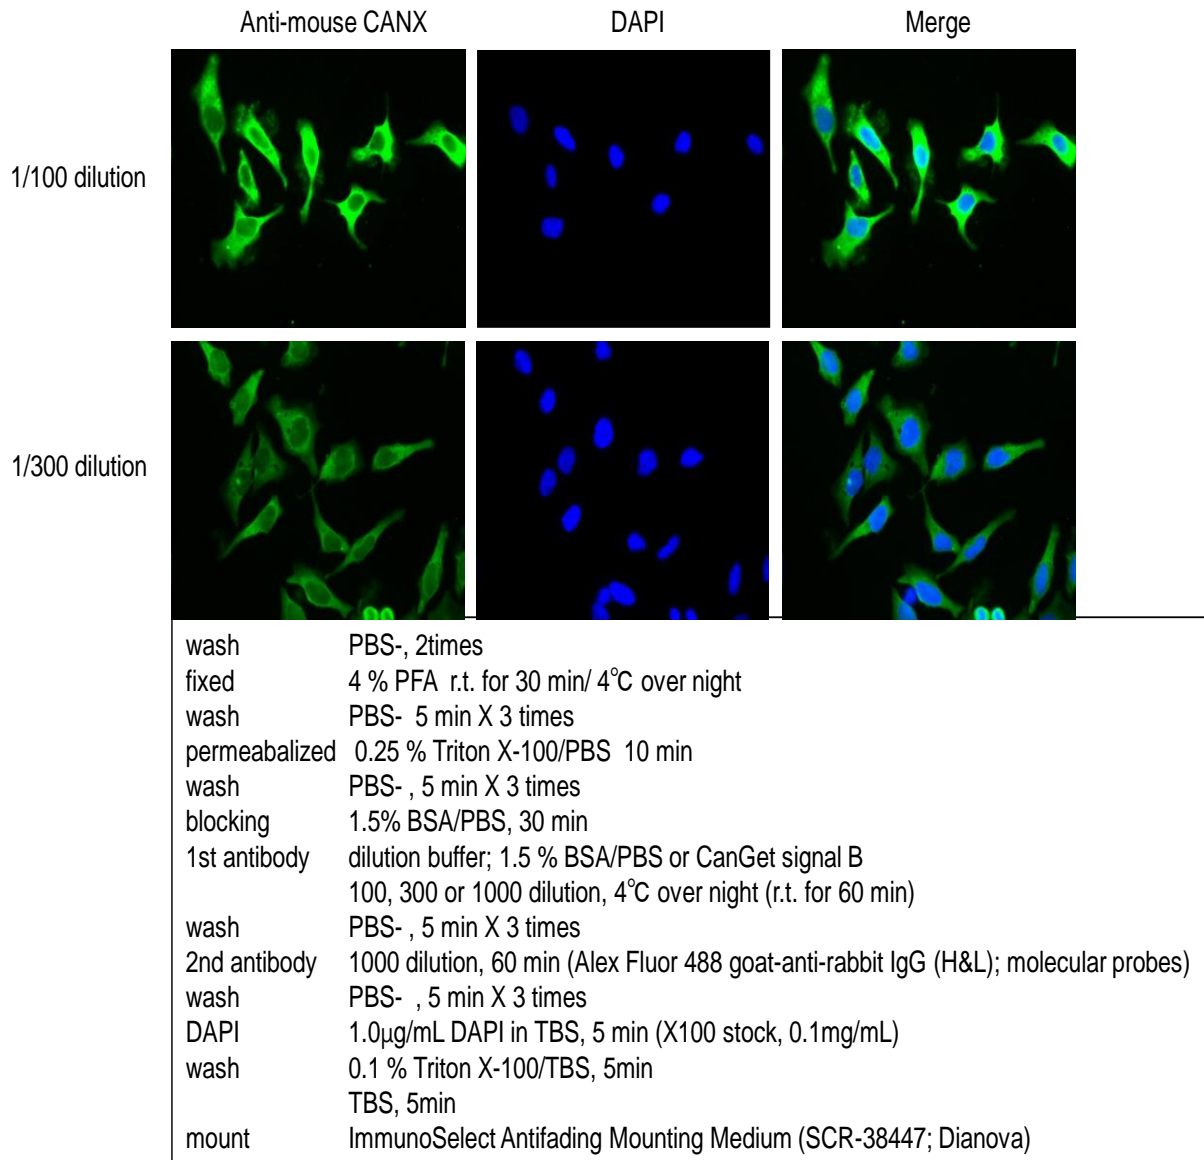 Anti-mouse CANX DAPI Merge
1/100 dilution
1/300 dilution
wash PBS-, 2times
fixed 4 % PFA r.t. for 30 min/ 4℃ over night
wash PBS- 5 min X 3 times
permeabalized 0.25 % Triton X-100/PBS 10 min
wash PBS- , 5 min X 3 times
blocking 1.5% BSA/PBS, 30 min
1st antibody dilution buffer; 1.5 % BSA/PBS or CanGet signal B
100, 300 or 1000 dilution, 4℃ over night (r.t. for 60 min)
wash PBS- , 5 min X 3 times
2nd antibody 1000 dilution, 60 min (Alex Fluor 488 goat-anti-rabbit IgG (H&L); molecular probes)
wash PBS- , 5 min X 3 times
DAPI 1.0μg/mL DAPI in TBS, 5 min (X100 stock, 0.1mg/mL)
wash 0.1 % Triton X-100/TBS, 5min
TBS, 5min
mount ImmunoSelect Antifading Mounting Medium (SCR-38447; Dianova)